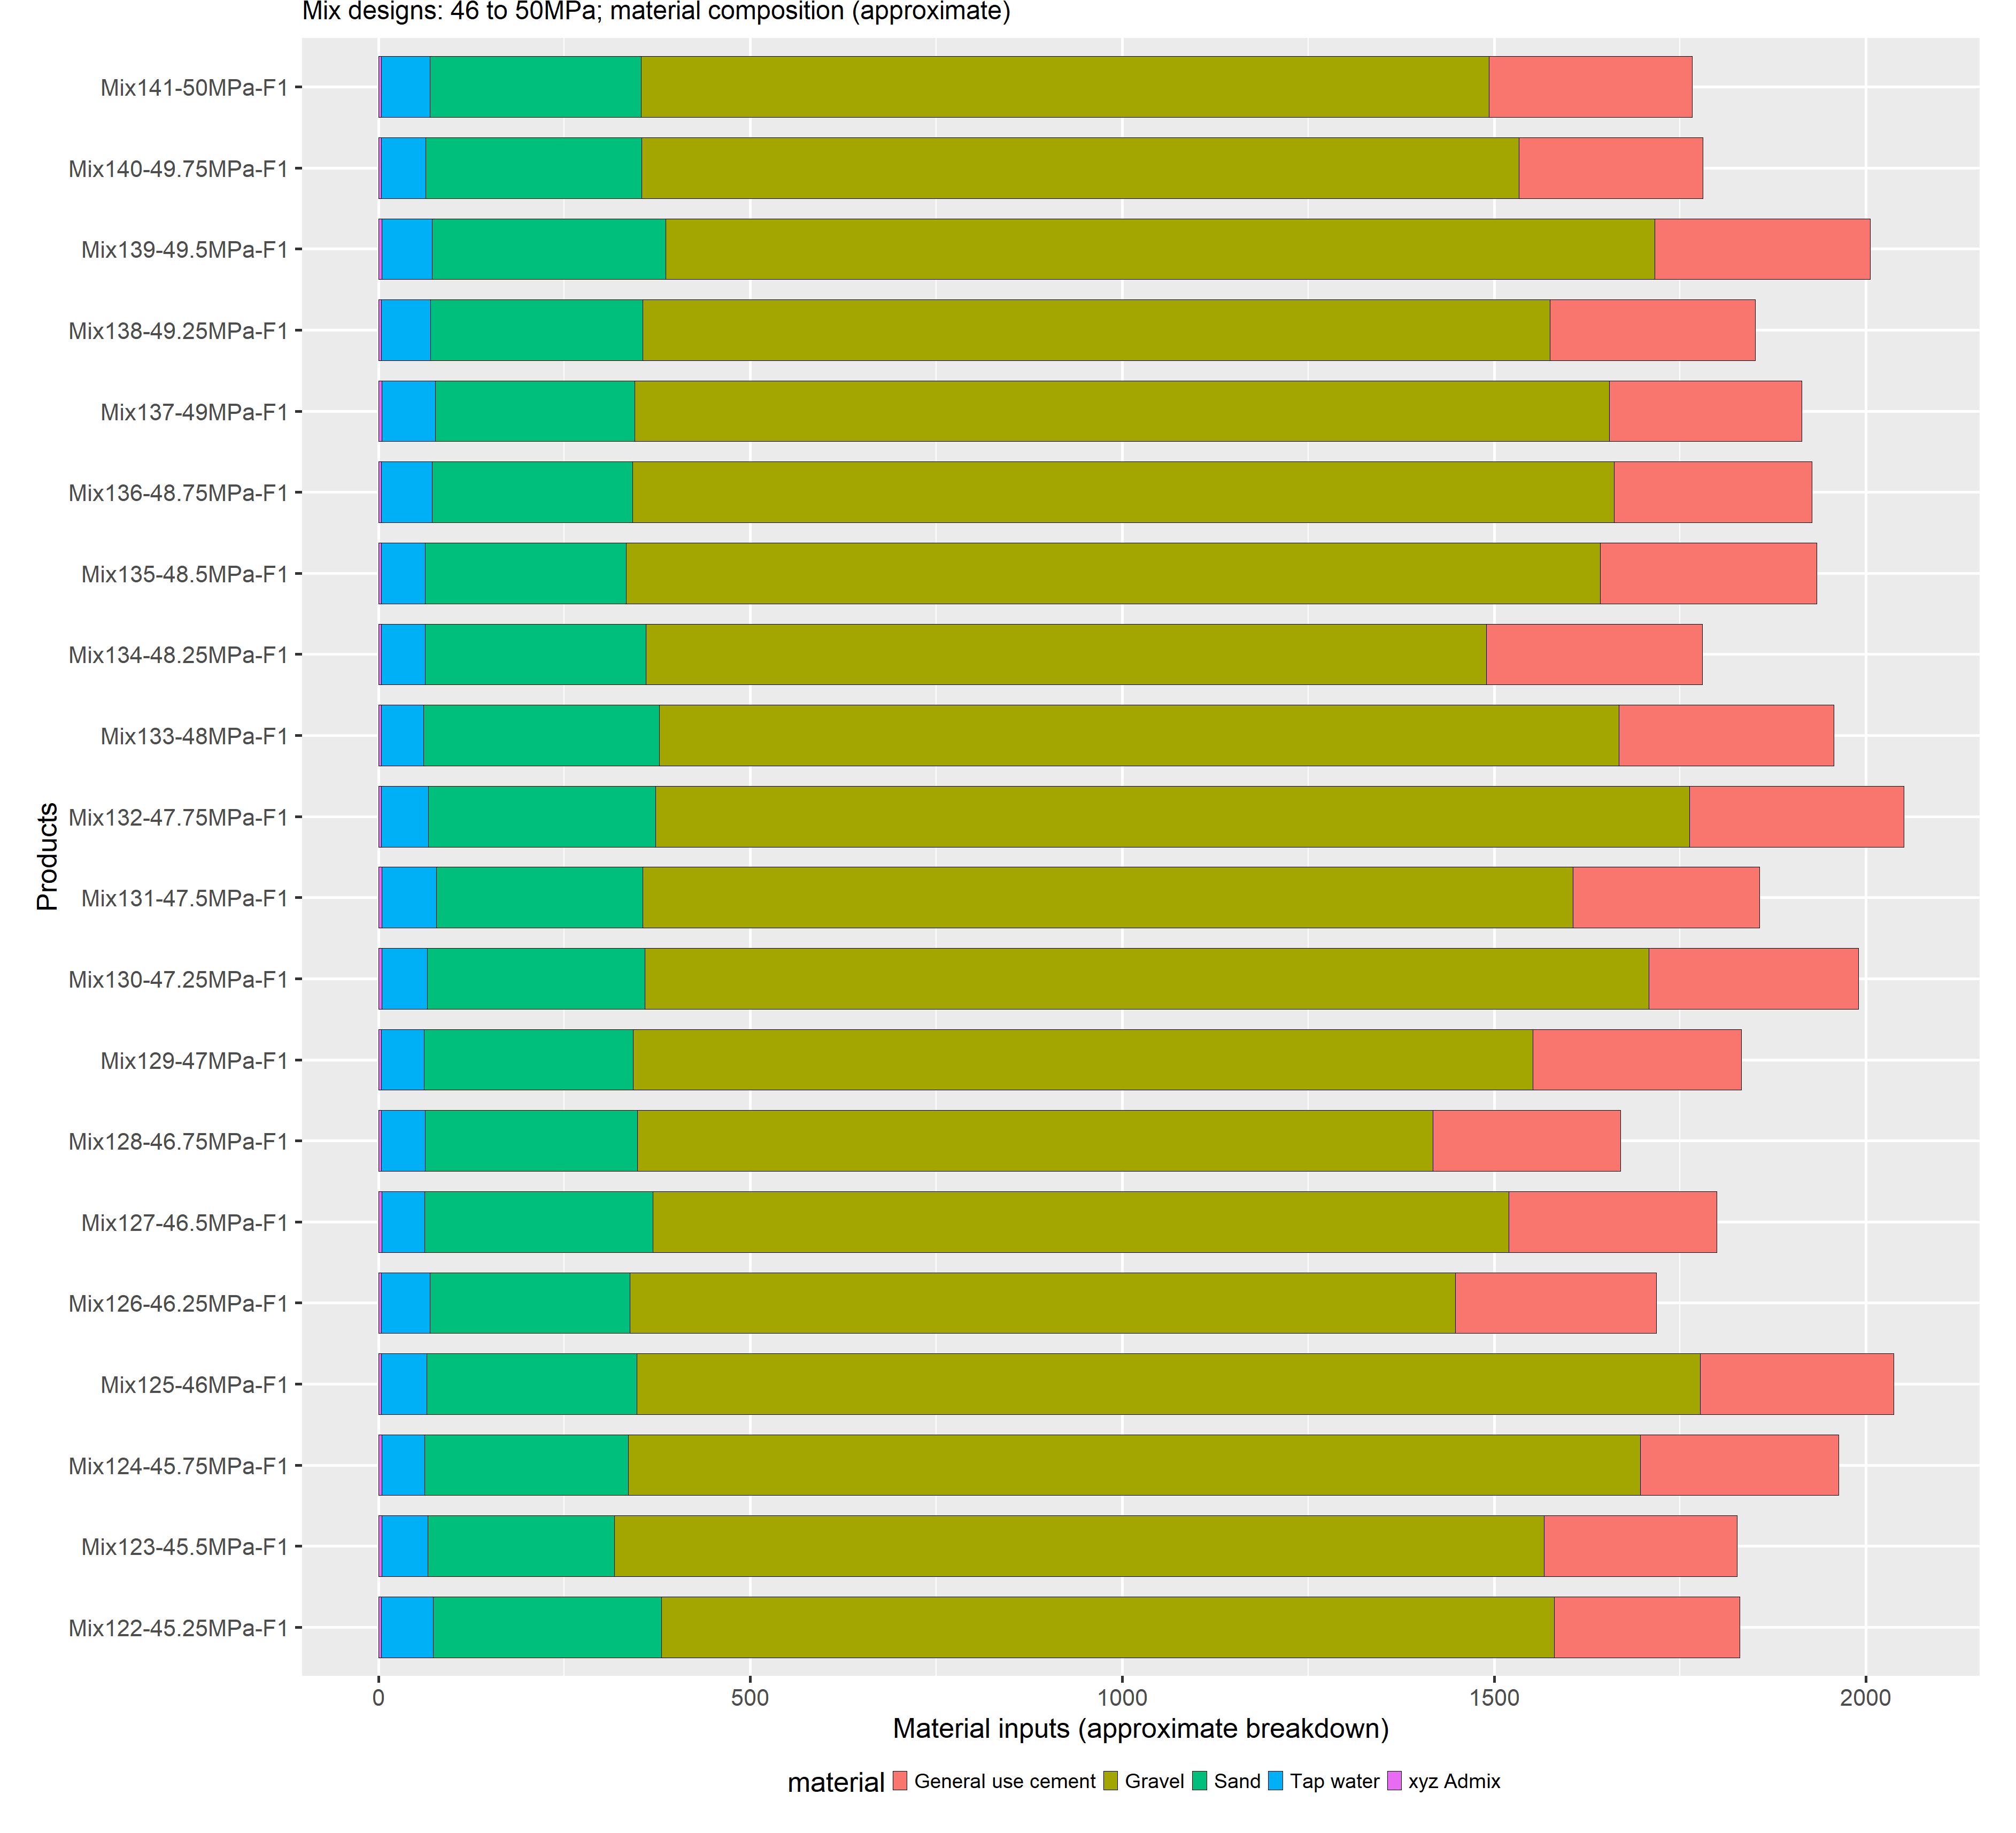 Mix designs: 46 to 50MPa; material composition (approximate)
Mix141-50MPa-F1
Mix140-49.75MPa-F1
Mix139-49.5MPa-F1
Mix138-49.25MPa-F1
Mix137-49MPa-F1
Mix136-48.75MPa-F1
Mix135-48.5MPa-F1
Mix134-48.25MPa-F1
Mix133-48MPa-F1
Mix132-47.75MPa-F1
Mix131-47.5MPa-F1
Mix130-47.25MPa-F1
Mix129-47MPa-F1
Mix128-46.75MPa-F1
Mix127-46.5MPa-F1
Mix126-46.25MPa-F1
Mix125-46MPa-F1
Mix124-45.75MPa-F1
Mix123-45.5MPa-F1
Mix122-45.25MPa-F1
Products
0 500 1000 1500 2000
Material inputs (approximate breakdown)
material General use cement Gravel Sand Tap water xyz Admix